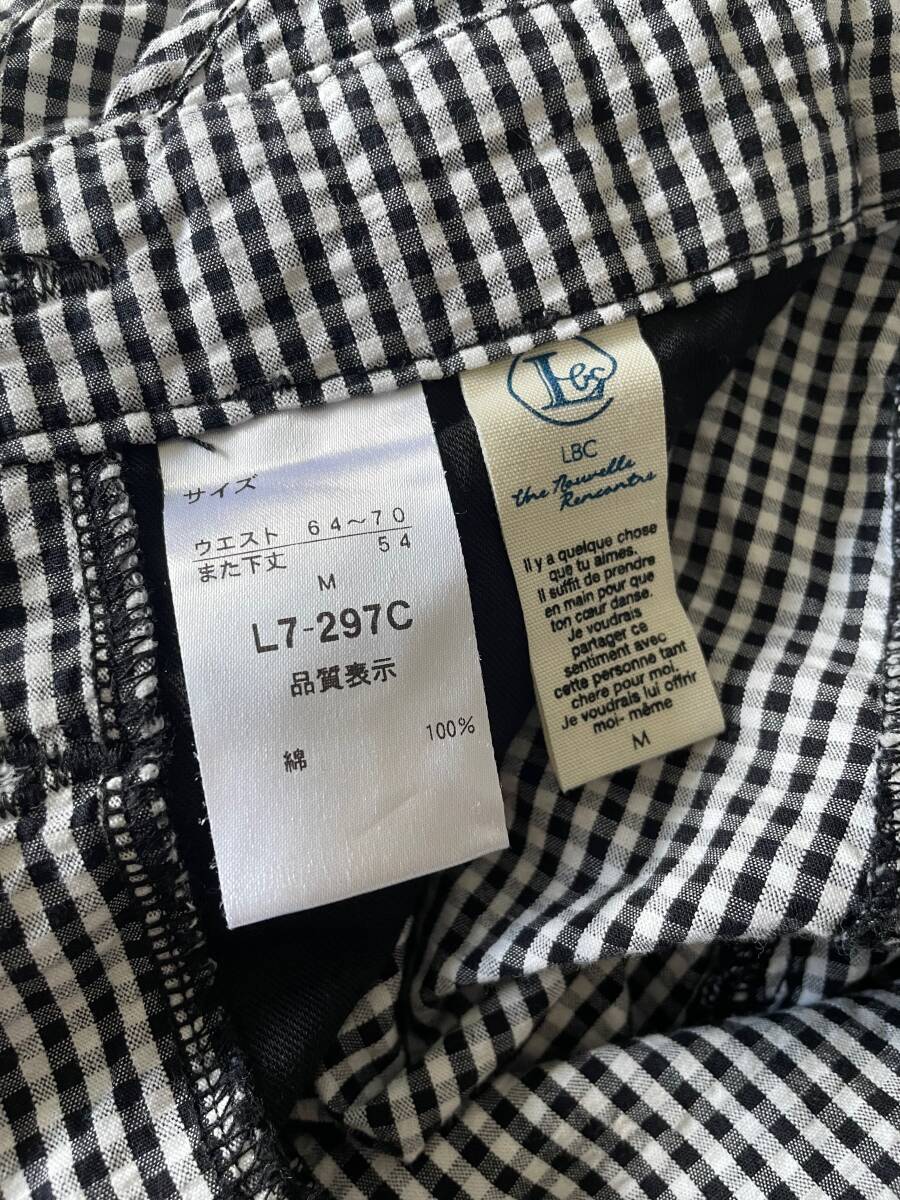 サイズ
ウエスト 64～70
また下丈 54
M
L7-297C
品質表示
綿 100%
Lbc
LBC
Une Nouvelle
Rencontre
Il y a quelque chose
que tu aimes.
Il suffit de prendre
en main pour que
ton cœur danse.
Je voudrais
partager ce
sentiment avec
cette personne tant
chere pour moi.
Je voudrais lui offrir
moi- même
M